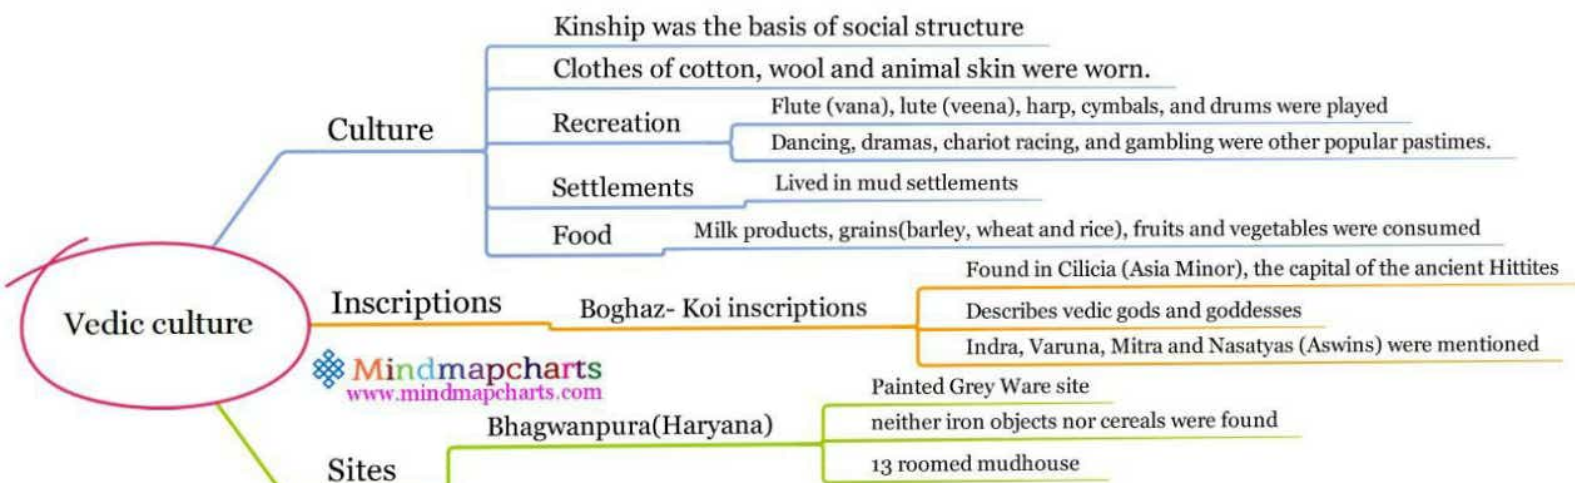 Kinship was the basis of social structure
Clothes of cotton, wool and animal skin were worn.
Culture
Recreation
Flute (vana), lute (veena), harp, cymbals, and drums were played
Dancing, dramas, chariot racing, and gambling were other popular pastimes.
Settlements
Lived in mud settlements
Food
Milk products, grains(barley, wheat and rice), fruits and vegetables were consumed
Vedic culture
Inscriptions
Boghaz- Koi inscriptions
Found in Cilicia (Asia Minor), the capital of the ancient Hittites
Describes vedic gods and goddesses
Indra, Varuna, Mitra and Nasatyas (Aswins) were mentioned
Mindmapcharts
www.mindmapcharts.com
Sites
Bhagwanpura(Haryana)
Painted Grey Ware site
neither iron objects nor cereals were found
13 roomed mudhouse